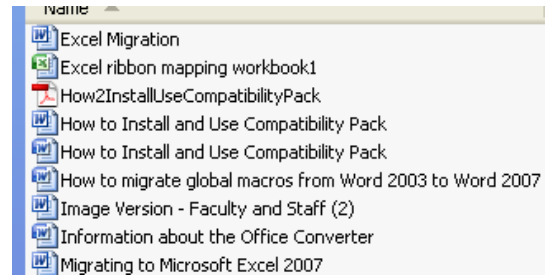 Name
Excel Migration
Excel ribbon mapping workbook1
How2InstallUseCompatibilityPack
How to Install and Use Compatibility Pack
How to Install and Use Compatibility Pack
How to migrate global macros from Word 2003 to Word 2007
Image Version - Faculty and Staff (2)
Information about the Office Converter
Migrating to Microsoft Excel 2007